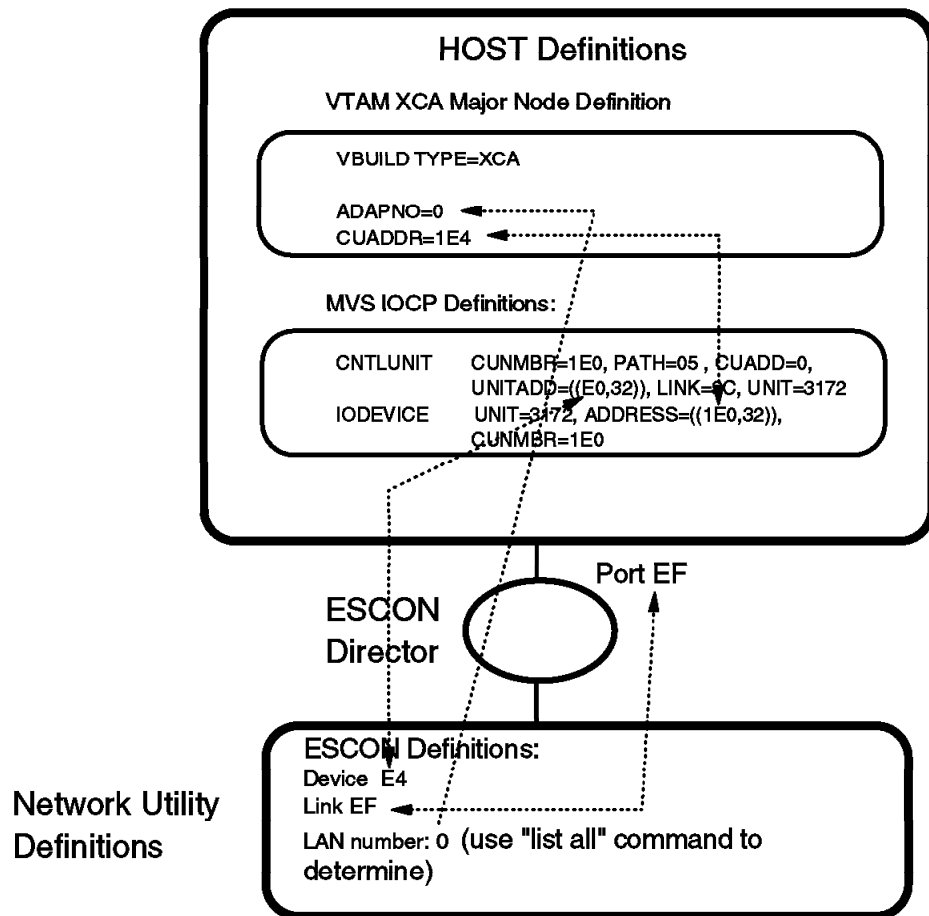 HOST Definitions
VTAM XCA Major Node Definition
VBUILD TYPE=XCA
ADAPNO=0
CUADDR=1E4
MVS IOCP Definitions:
CNTLUNIT CUNMBR=1E0, PATH=05 , CUADD=0,
UNITADD=((E0,32)), UNIT=3172
IODEVICE UNIT=3172, ADDRESS=((1E0,32)),
CUNMBR=1E0
Port EF
ESCON
Director
ESCON Definitions:
Device E4
Link EF
LAN number: 0 (use "list all" command to
determine)
Network Utility
Definitions